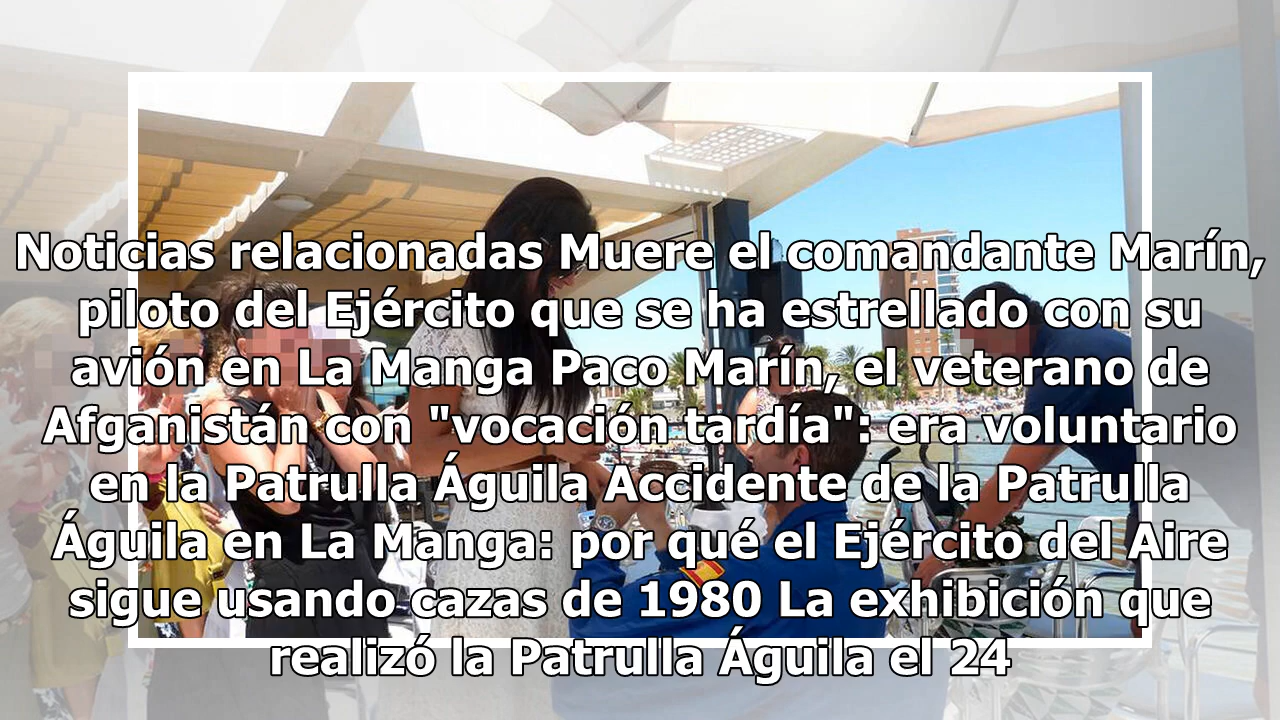 Noticias relacionadas Muere el comandante Marín,
piloto del Ejército que se ha estrellado con su
avión en La Manga Paco Marín, el veterano de
Afganistán con "vocación tardía": era voluntario
en la Patrulla Águila Accidente de la Patrulla
Águila en La Manga: por qué el Ejército del Aire
sigue usando cazas de 1980 La exhibición que
realizó la Patrulla Águila el 24